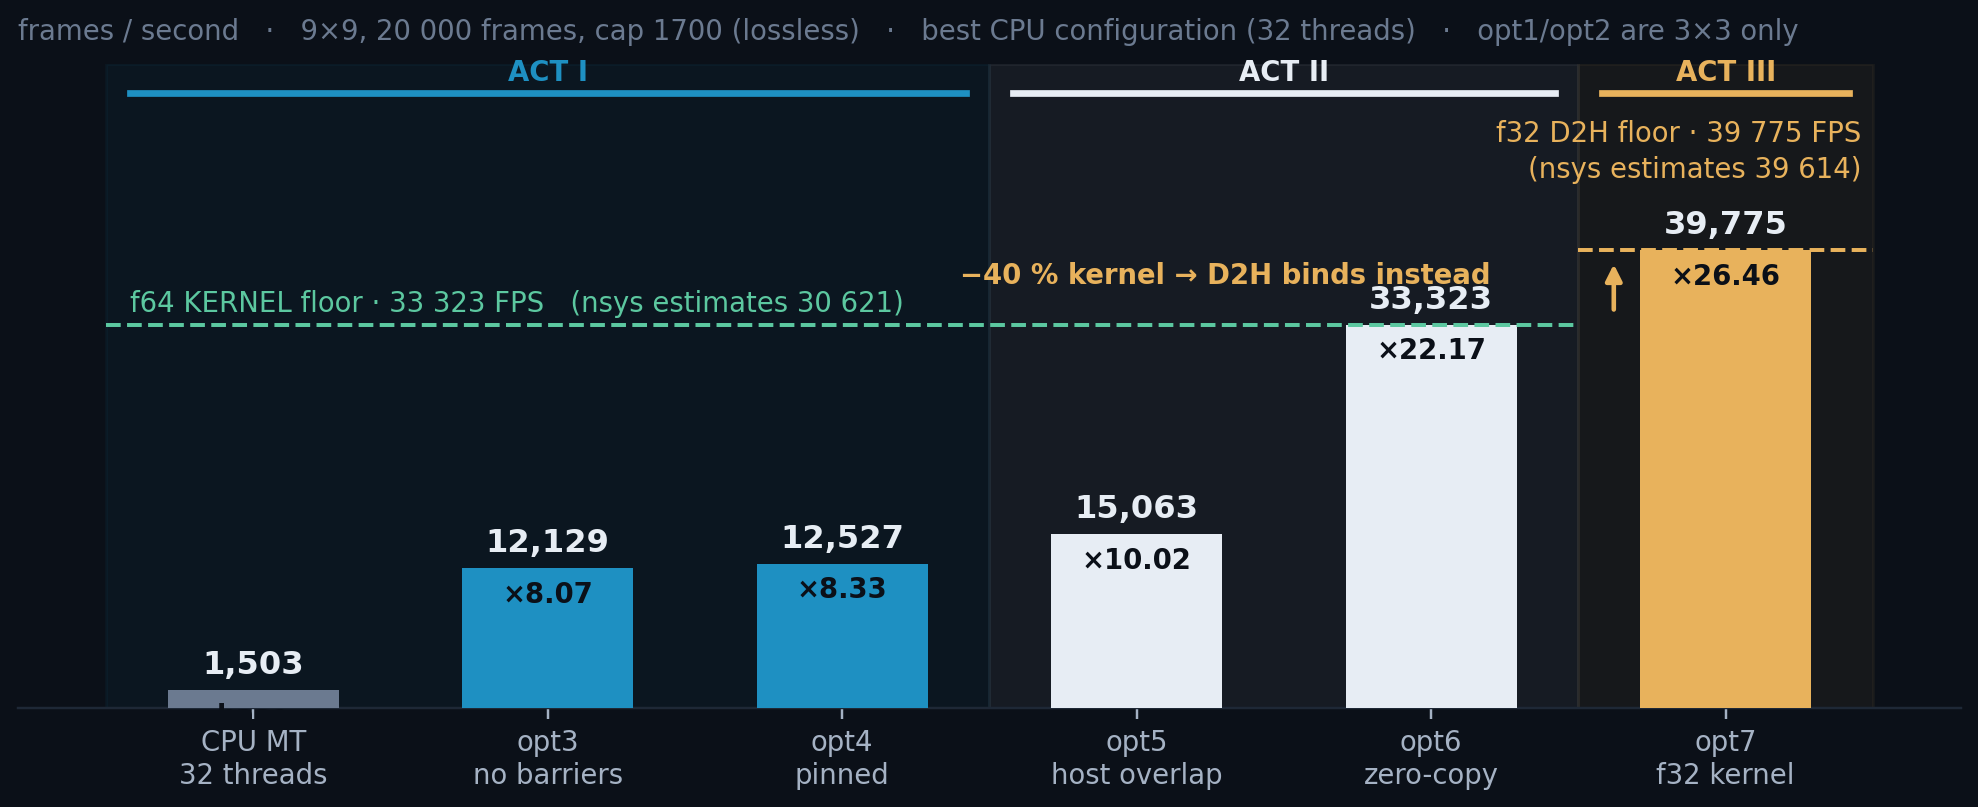 frames / second · 9×9, 20 000 frames, cap 1700 (lossless) · best CPU configuration (32 threads) · opt1/opt2 are 3×3 only
ACT I
ACT II
ACT III
f32 D2H floor · 39 775 FPS
(nsys estimates 39 614)
39,775
−40 % kernel → D2H binds instead
×26.46
f64 KERNEL floor · 33 323 FPS (nsys estimates 30 621)
33,323
×22.17
15,063
×10.02
12,129
×8.07
12,527
×8.33
1,503
CPU MT
32 threads
opt3
no barriers
opt4
pinned
opt5
host overlap
opt6
zero-copy
opt7
f32 kernel